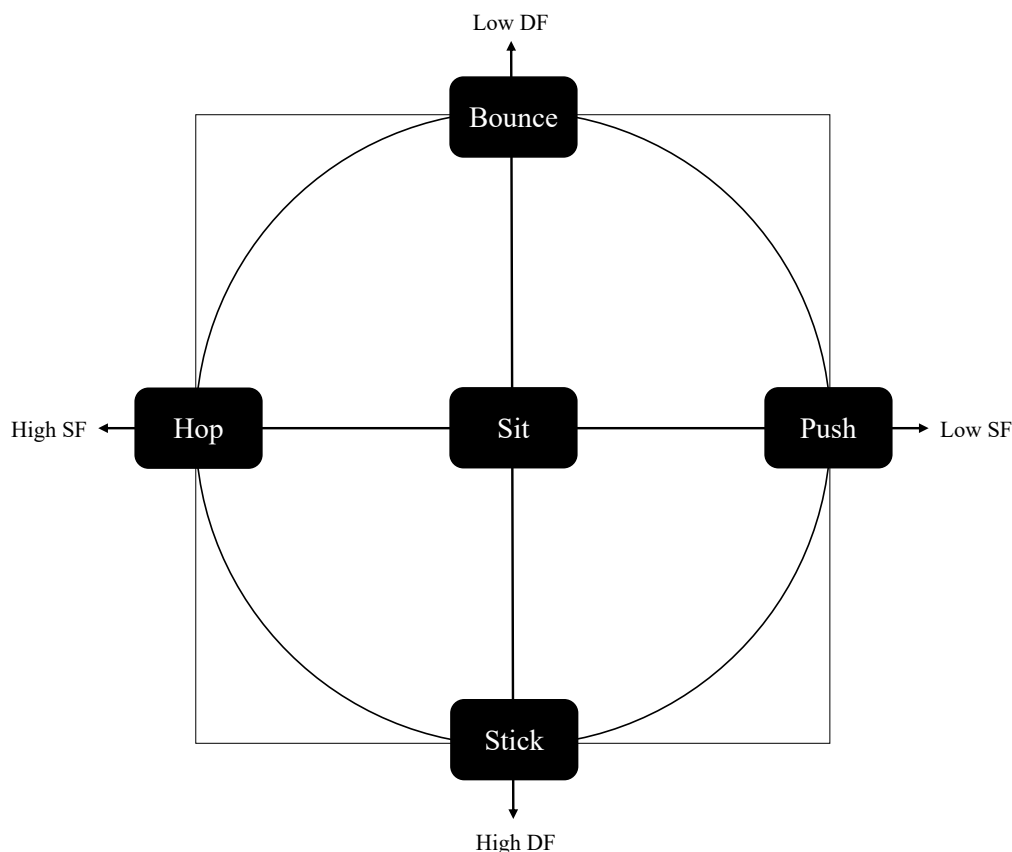 Low DF
Bounce
High SF
Hop
Sit
Push
Low SF
Stick
High DF